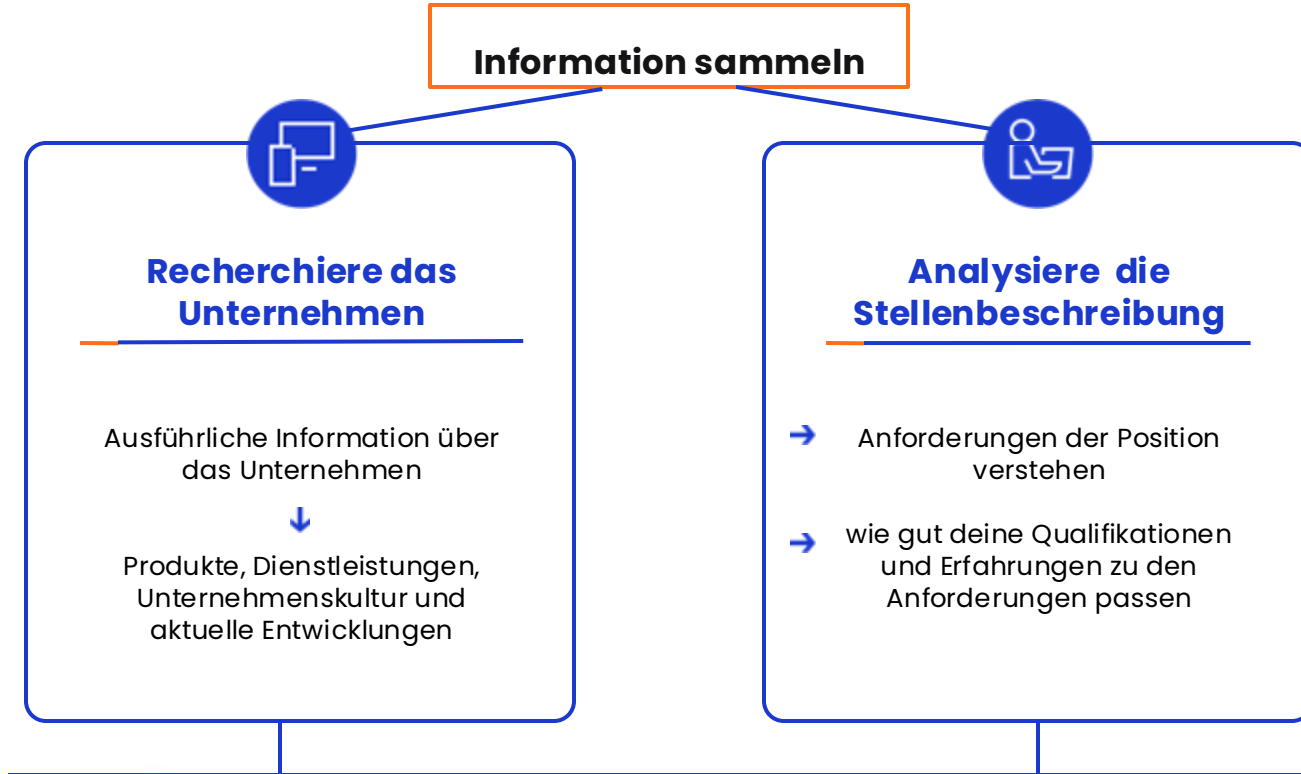 Information sammeln
Recherchiere das
Unternehmen
Ausführliche Information über
das Unternehmen
Produkte, Dienstleistungen,
Unternehmenskultur und
aktuelle Entwicklungen
Analysiere die
Stellenbeschreibung
Anforderungen der Position
verstehen
wie gut deine Qualifikationen
und Erfahrungen zu den
Anforderungen passen